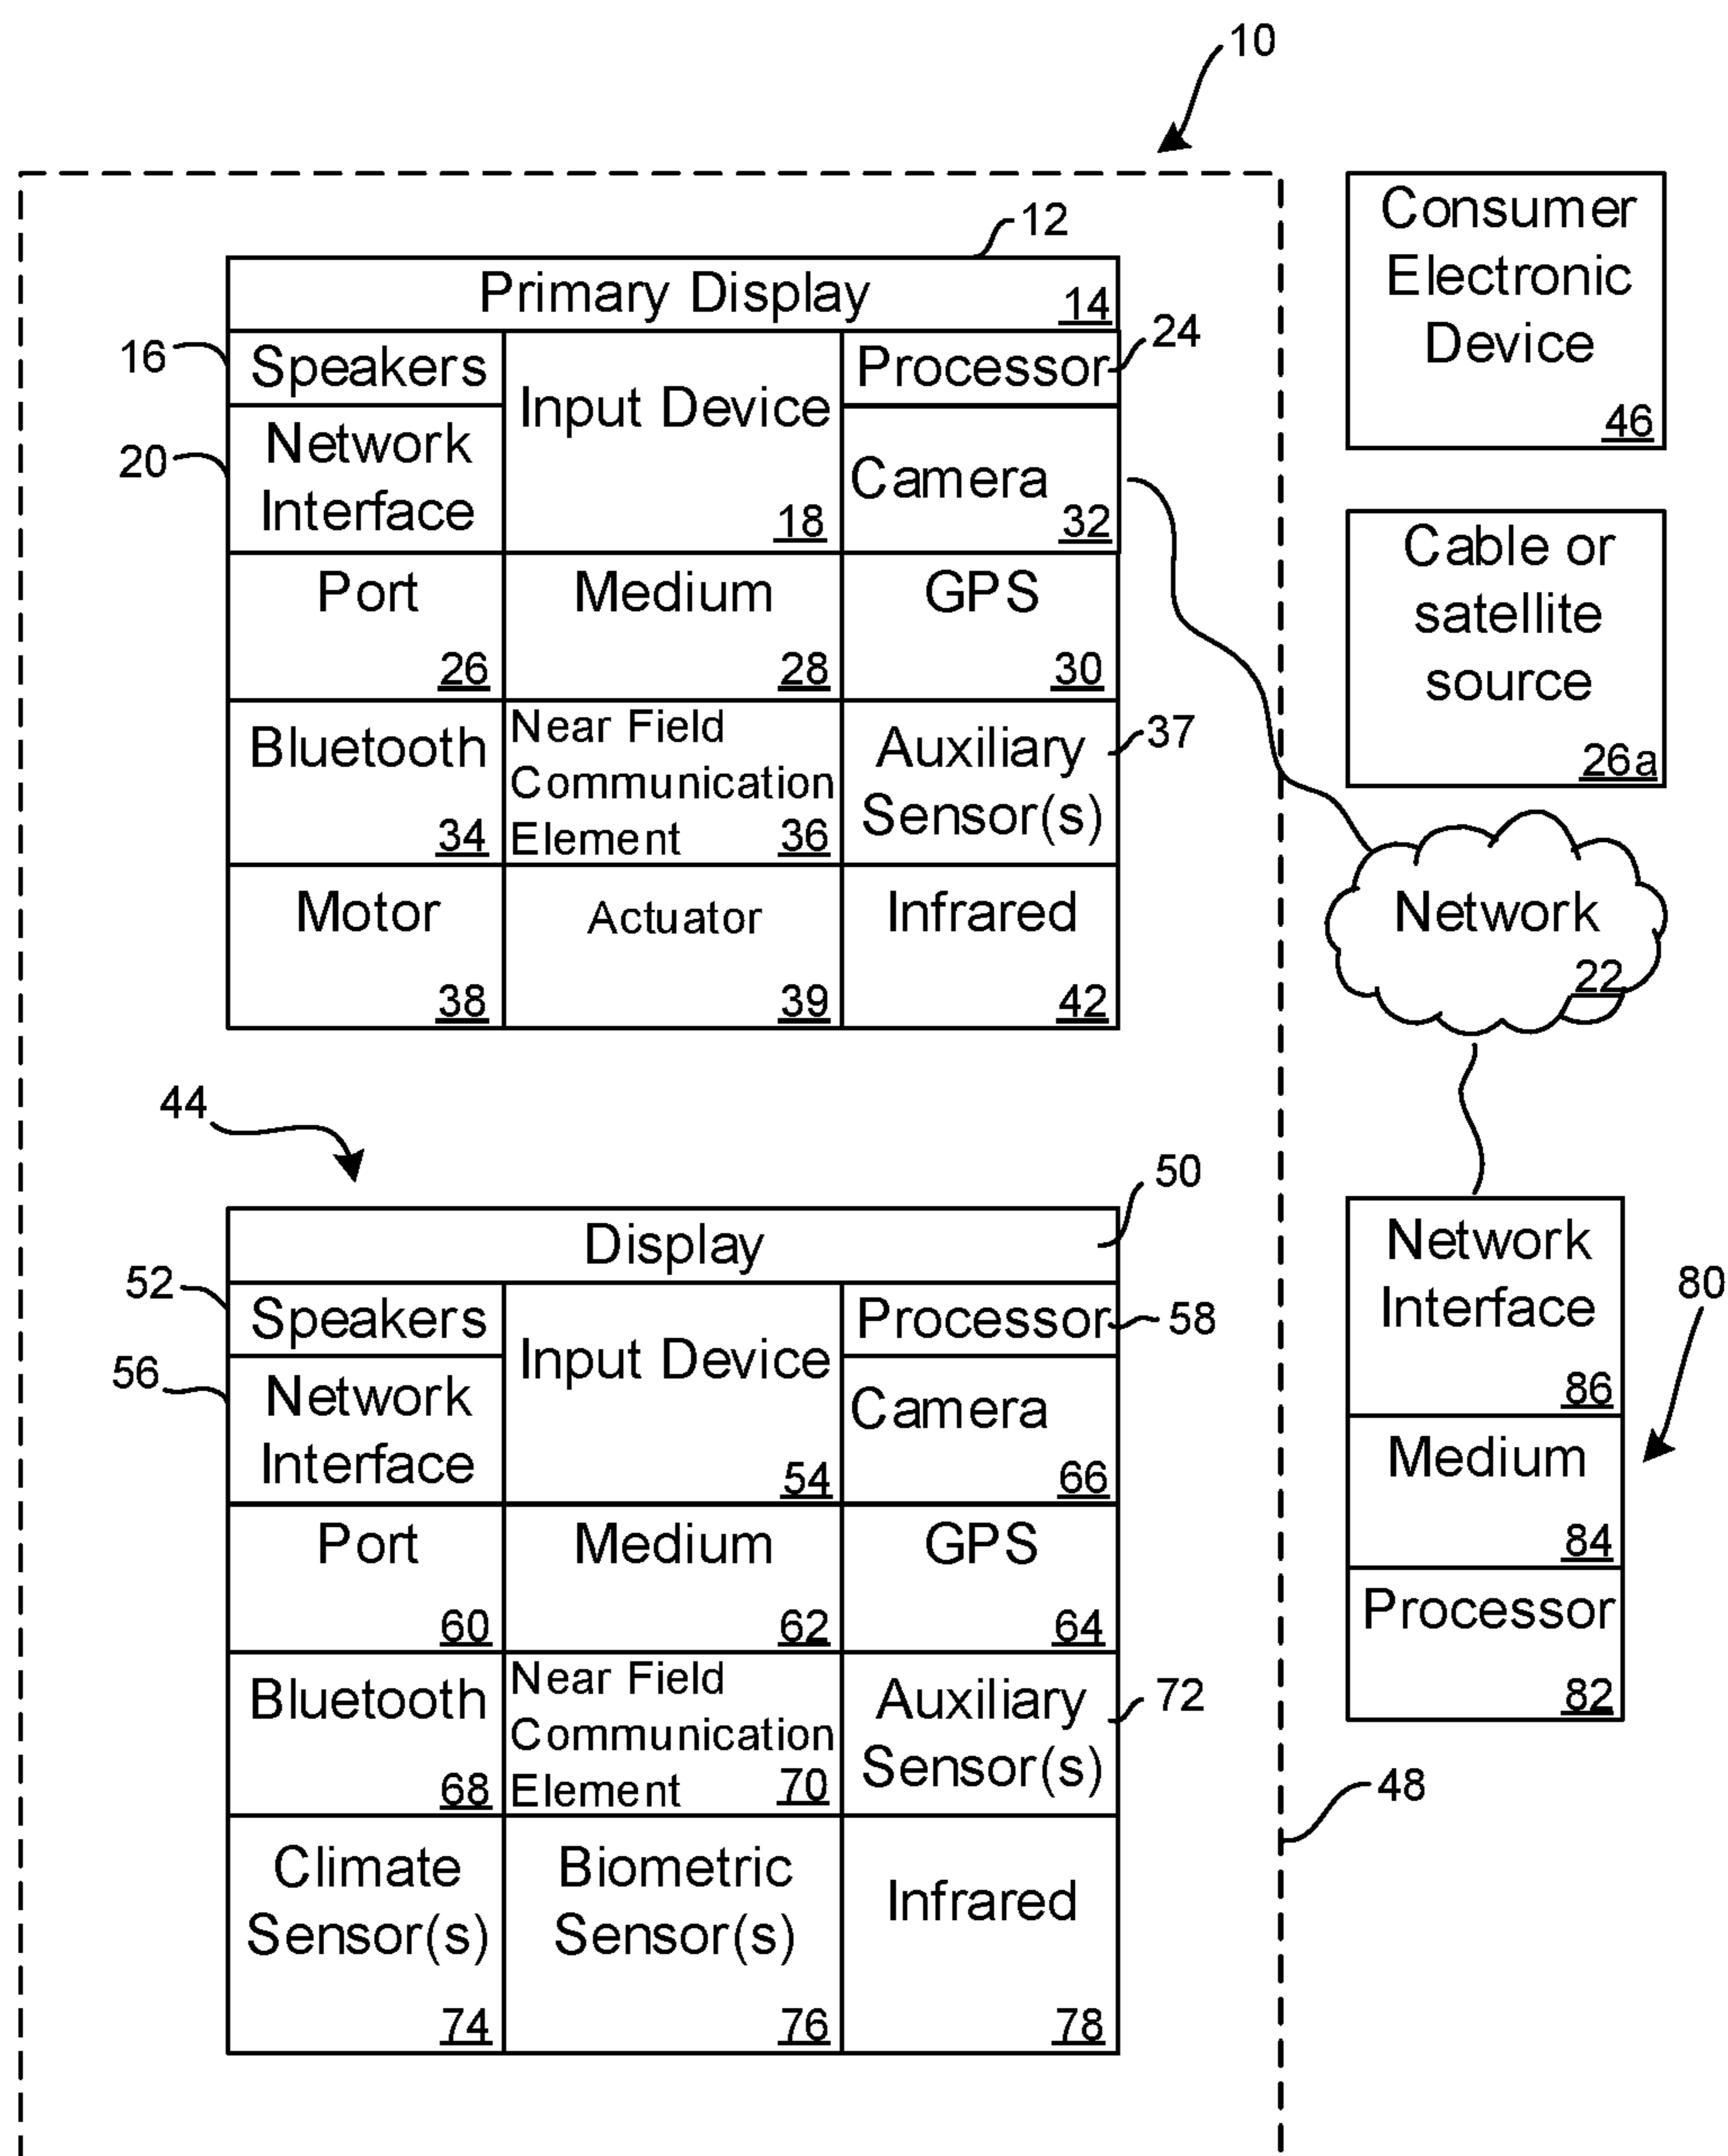 10
12
Primary Display
14
16
Speakers
Input Device
18
Processor
24
20
Network
Interface
Camera
32
Port
26
Medium
28
GPS
30
Bluetooth
34
Near Field
Communication
Element
36
Auxiliary
Sensor(s)
37
Motor
38
Actuator
39
Infrared
42
Consumer
Electronic
Device
46
Cable or
satellite
source
26a
Network
22
44
50
Display
52
Speakers
Input Device
54
Processor
58
56
Network
Interface
Camera
66
Port
60
Medium
62
GPS
64
Bluetooth
68
Near Field
Communication
Element
70
Auxiliary
Sensor(s)
72
Climate
Sensor(s)
74
Biometric
Sensor(s)
76
Infrared
78
Network
Interface
86
80
Medium
84
Processor
82
48